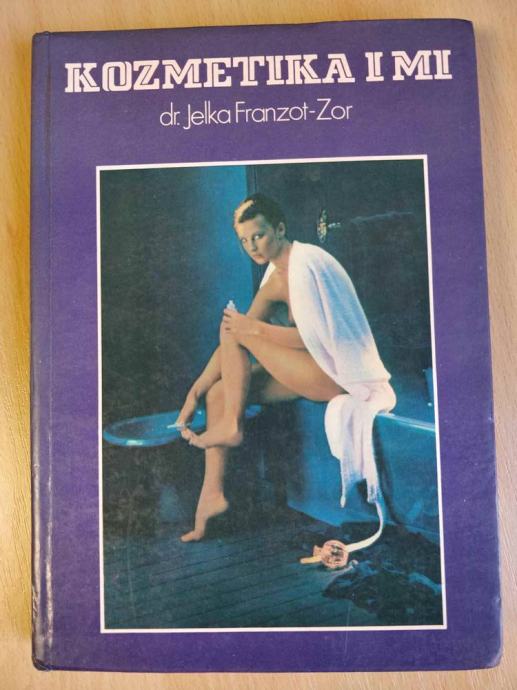 KOZMETIKA I MI
dr. Jelka Franzot-Zor